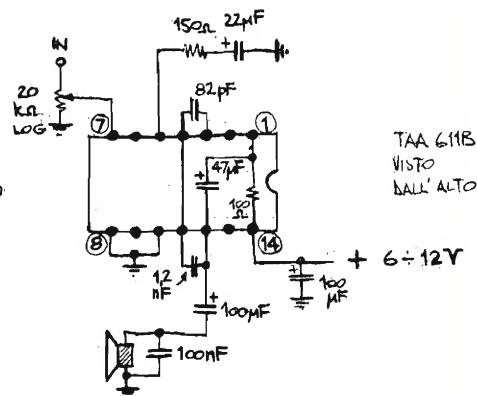 IN
150Ω
22µF
+
20
KΩ
LOG
82pF
7
1
TAA 611B
VISTO
DALL'ALTO
+
47µF
100
Ω
8
14
+ 6÷12V
1,2
nF
+
100
µF
+
100µF
100nF